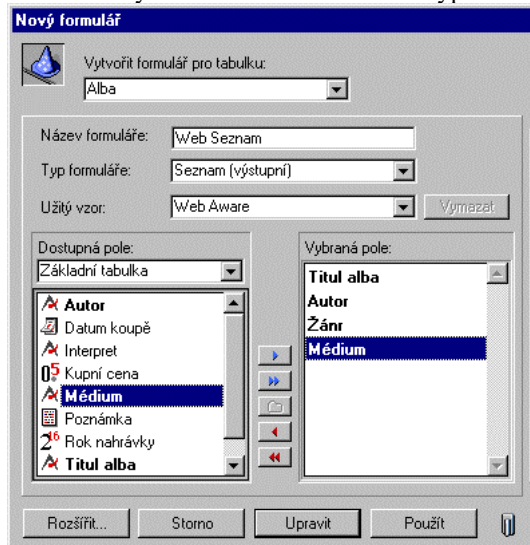 Nový formulář
Vytvořit formulář pro tabulku:
Alba
Název formuláře: Web Seznam
Typ formuláře: Seznam (výstupní)
Užitý vzor: Web Aware Vymazat
Dostupná pole:
Základní tabulka
Autor
Datum koupě
Interpret
Kupní cena
Médium
Poznámka
Rok nahrávky
Titul alba
Vybraná pole:
Titul alba
Autor
Žánr
Médium
Rozšířit... Storno Upravit Použít